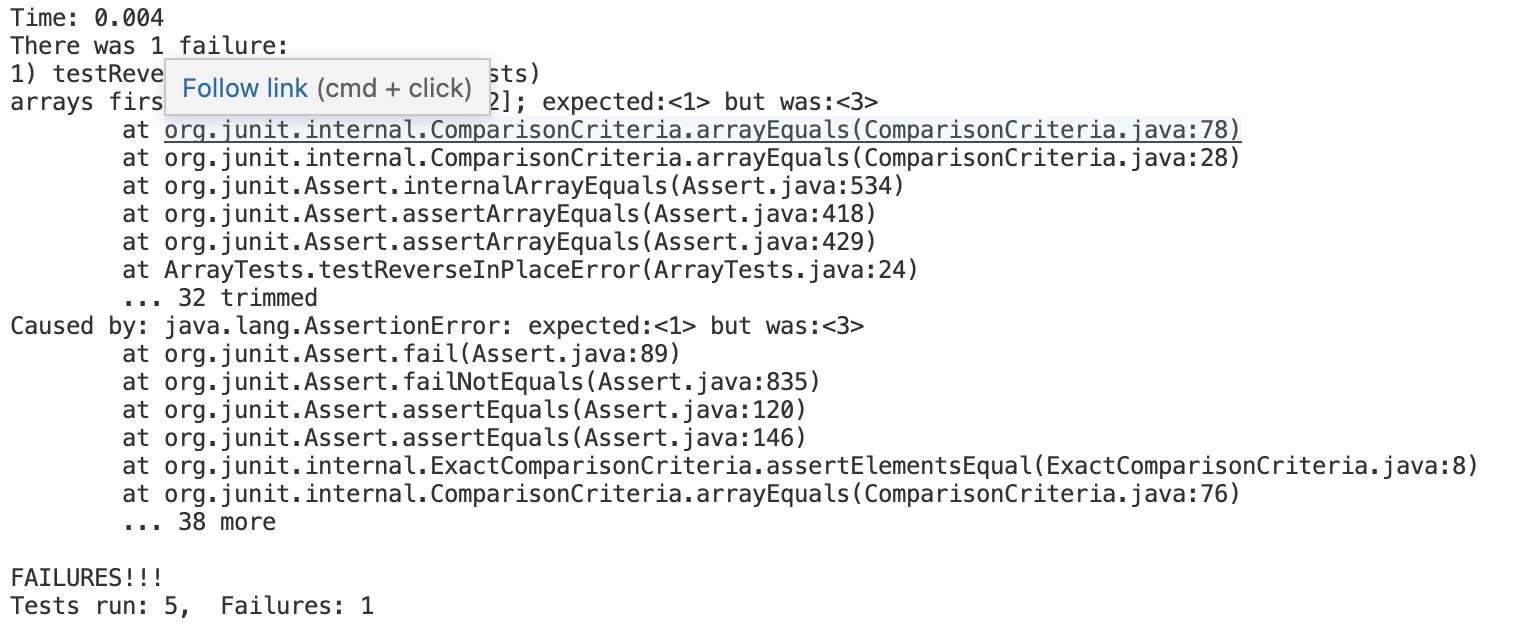 Time: 0.004
There was 1 failure:
1) testReve sts)
Follow link (cmd + click)
arrays firs 2]; expected:<1> but was:<3>
at org.junit.internal.ComparisonCriteria.arrayEquals(ComparisonCriteria.java:78)
at org.junit.internal.ComparisonCriteria.arrayEquals(ComparisonCriteria.java:28)
at org.junit.Assert.internalArrayEquals(Assert.java:534)
at org.junit.Assert.assertArrayEquals(Assert.java:418)
at org.junit.Assert.assertArrayEquals(Assert.java:429)
at ArrayTests.testReverseInPlaceError(ArrayTests.java:24)
... 32 trimmed
Caused by: java.lang.AssertionError: expected:<1> but was:<3>
at org.junit.Assert.fail(Assert.java:89)
at org.junit.Assert.failNotEquals(Assert.java:835)
at org.junit.Assert.assertEquals(Assert.java:120)
at org.junit.Assert.assertEquals(Assert.java:146)
at org.junit.internal.ExactComparisonCriteria.assertElementsEqual(ExactComparisonCriteria.java:8)
at org.junit.internal.ComparisonCriteria.arrayEquals(ComparisonCriteria.java:76)
... 38 more
FAILURES!!!
Tests run: 5,  Failures: 1